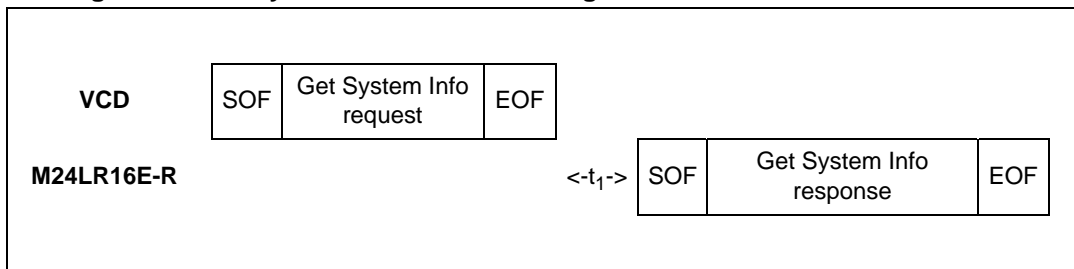 VCD SOF Get System Info request EOF
M24LR16E-R <-t1-> SOF Get System Info response EOF